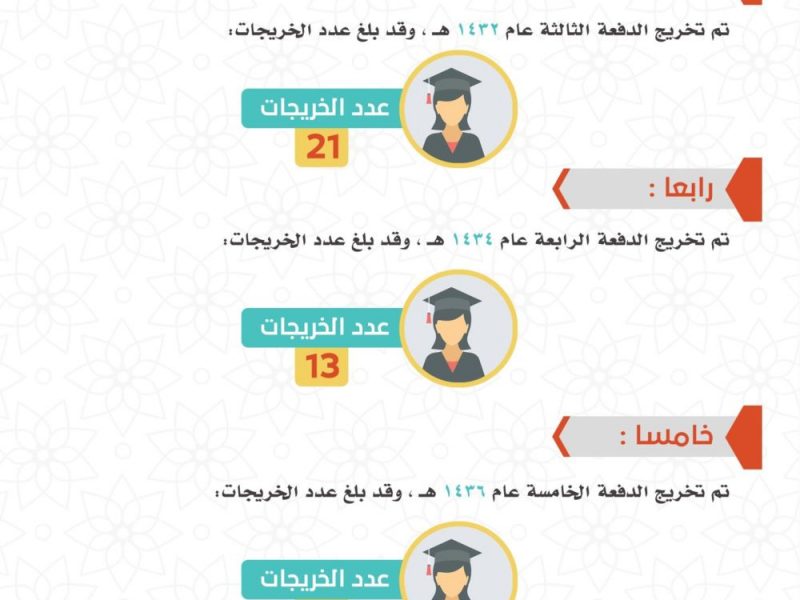 تم تخريج الدفعة الثالثة عام ١٤٣٢ هـ ، وقد بلغ عدد الخريجات:
عدد الخريجات
21
رابعا :
تم تخريج الدفعة الرابعة عام ١٤٣٤ هـ ، وقد بلغ عدد الخريجات:
عدد الخريجات
13
خامسا :
تم تخريج الدفعة الخامسة عام ١٤٣٦ هـ ، وقد بلغ عدد الخريجات:
عدد الخريجات